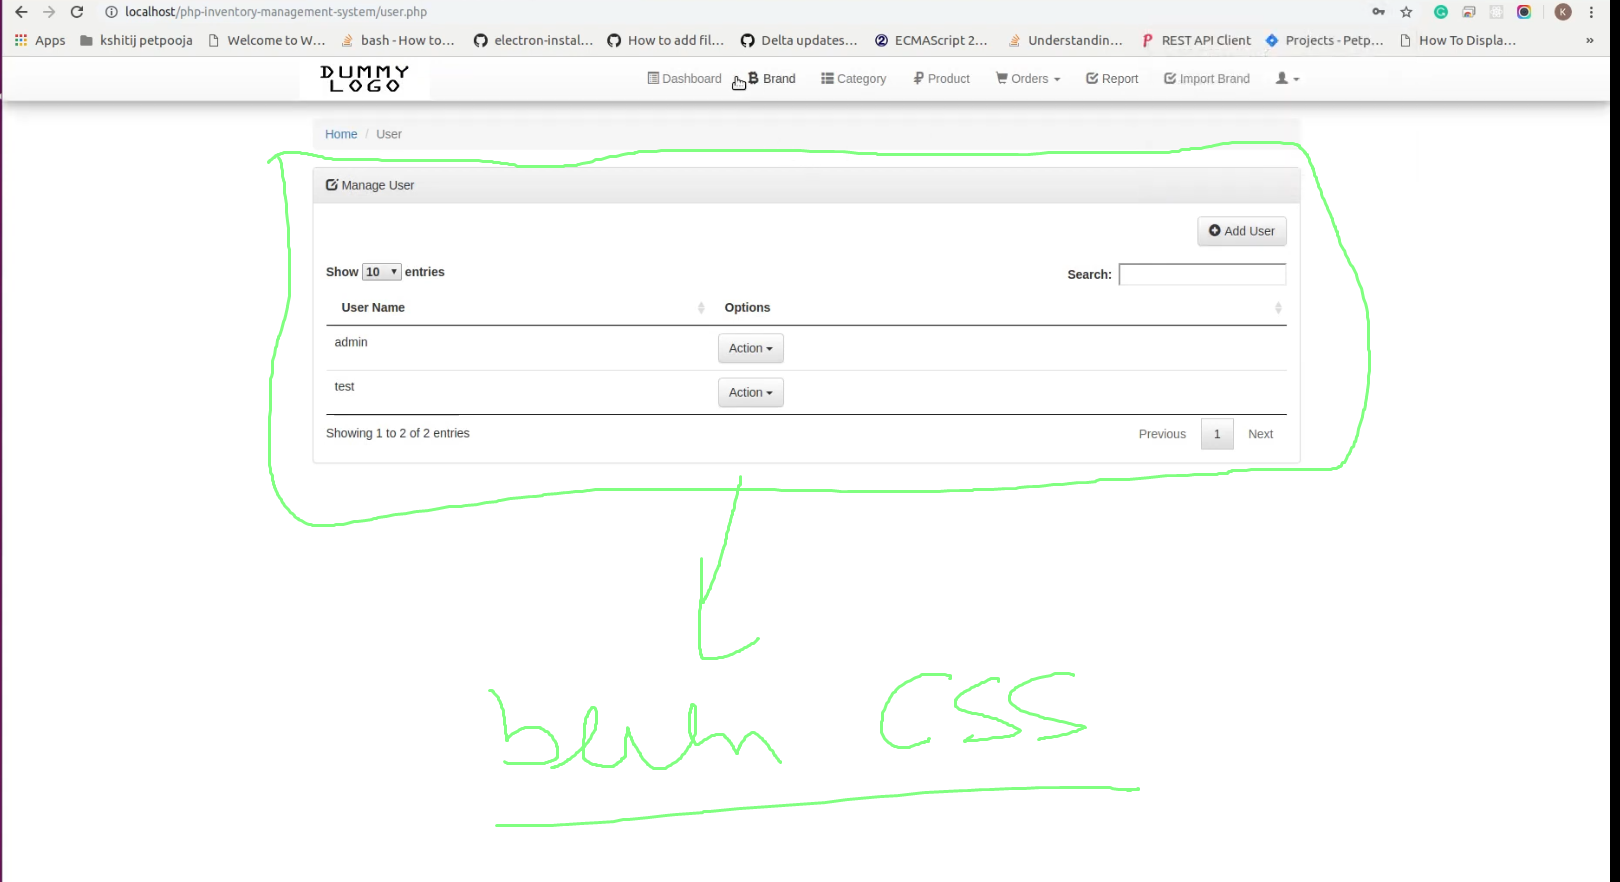 localhost/php-inventory-management-system/user.php K
Apps kshitij petpooja Welcome to W... bash - How to... electron-instal... How to add fil... Delta updates... ECMAScript 2... Understandin... REST API Client Projects - Petp... How To Displa... »
DUMMY LOGO Dashboard Brand Category Product Orders Report Import Brand
Home / User
Manage User
Add User
Show 10 entries Search:
User Name Options
admin Action
test Action
Showing 1 to 2 of 2 entries Previous 1 Next
CSS